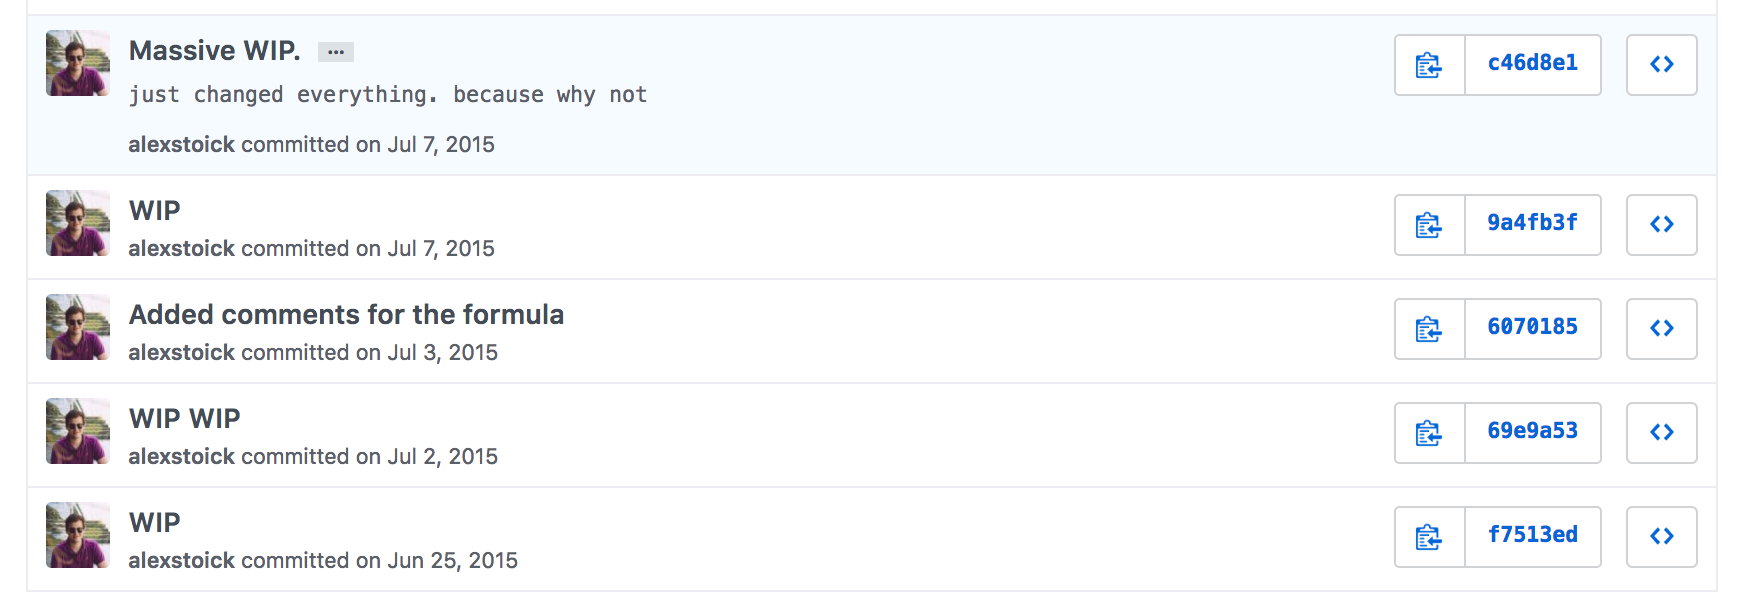 Massive WIP. …
c46d8e1
just changed everything. because why not
alexstoick committed on Jul 7, 2015
WIP
9a4fb3f
alexstoick committed on Jul 7, 2015
Added comments for the formula
6070185
alexstoick committed on Jul 3, 2015
WIP WIP
69e9a53
alexstoick committed on Jul 2, 2015
WIP
f7513ed
alexstoick committed on Jun 25, 2015